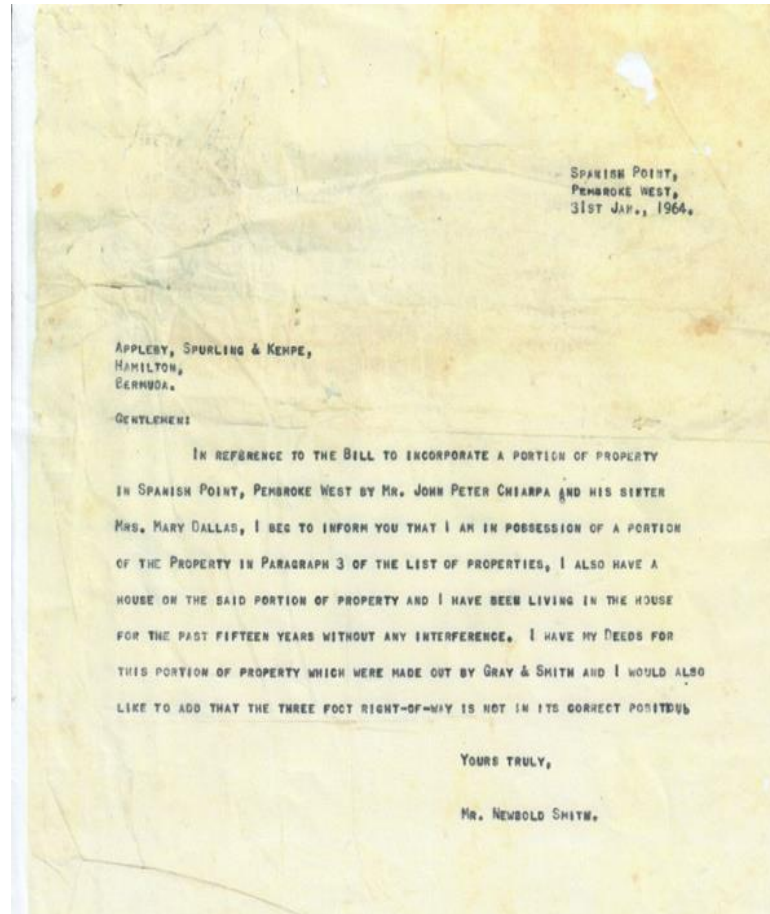 SPANISH POINT,
PEMBROKE WEST,
31ST JAN., 1964.
APPLEBY, SPURLING & KEMPE,
HAMILTON,
BERMUDA.
GENTLEMEN:
IN REFERENCE TO THE BILL TO INCORPORATE A PORTION OF PROPERTY
IN SPANISH POINT, PEMBROKE WEST BY MR. JOHN PETER CHIARPA AND HIS SISTER
MRS. MARY DALLAS, I BEG TO INFORM YOU THAT I AM IN POSSESSION OF A PORTION
OF THE PROPERTY IN PARAGRAPH 3 OF THE LIST OF PROPERTIES, I ALSO HAVE A
HOUSE ON THE SAID PORTION OF PROPERTY AND I HAVE BEEN LIVING IN THE HOUSE
FOR THE PAST FIFTEEN YEARS WITHOUT ANY INTERFERENCE. I HAVE MY DEEDS FOR
THIS PORTION OF PROPERTY WHICH WERE MADE OUT BY GRAY & SMITH AND I WOULD ALSO
LIKE TO ADD THAT THE THREE FOOT RIGHT-OF-WAY IS NOT IN ITS CORRECT
YOURS TRULY,
MR. NEWBOLD SMITH.